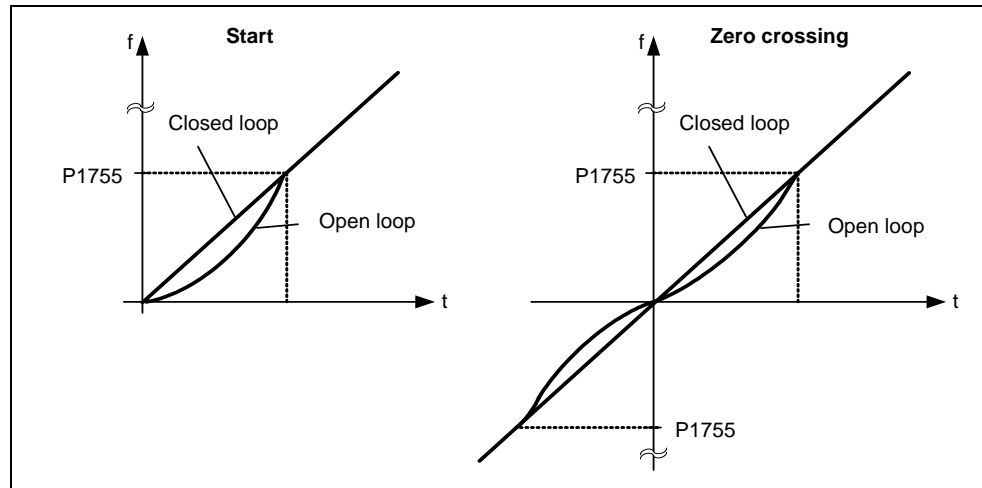 f
Start
Closed loop
P1755
Open loop
t
f
Zero crossing
Closed loop
P1755
Open loop
t
P1755